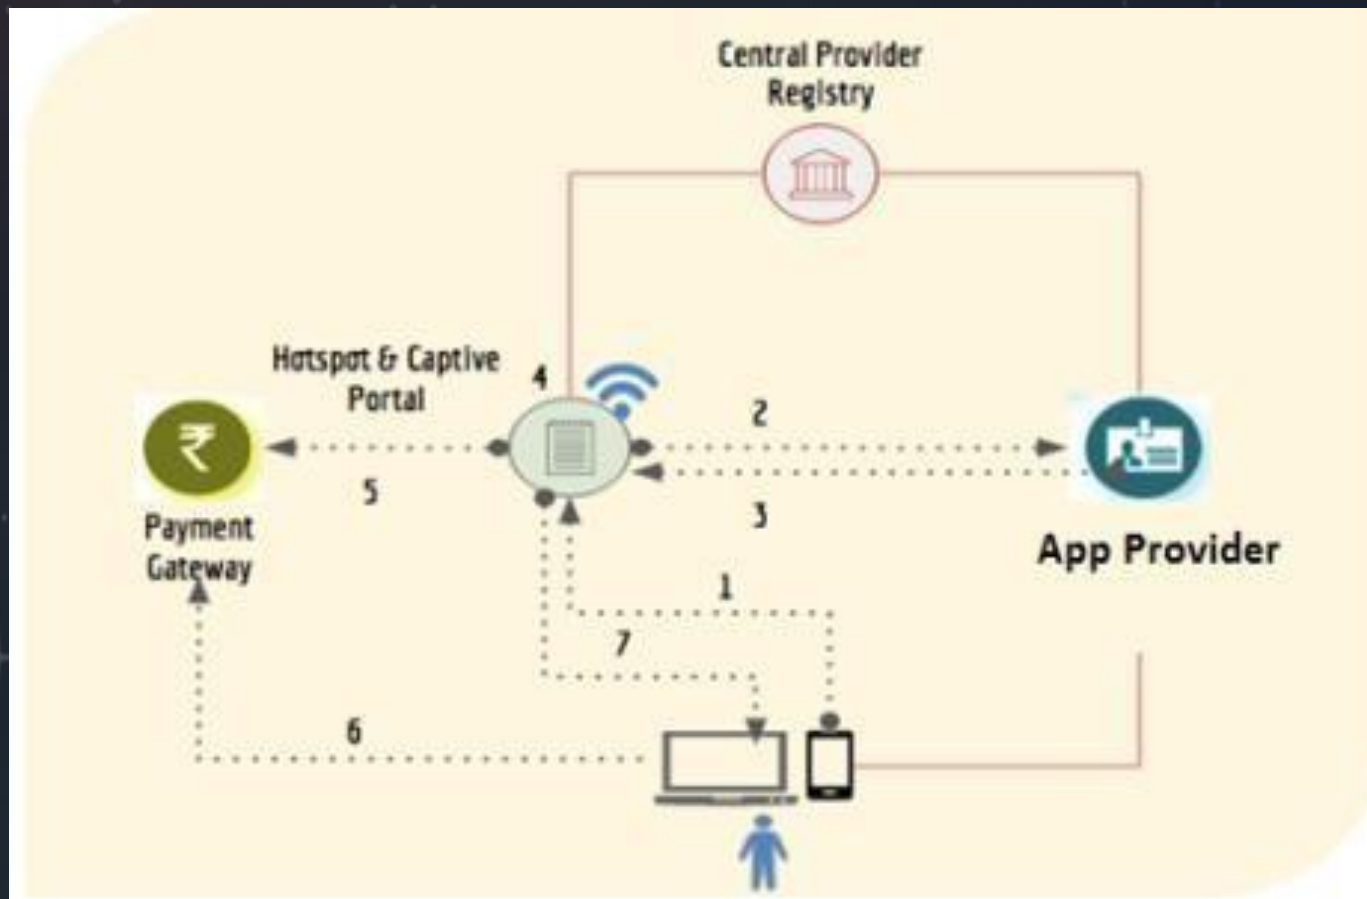 Central Provider
Registry
Hotspot & Captive
Portal
4
2
₹
5
3
Payment
Gateway
App Provider
1
7
6